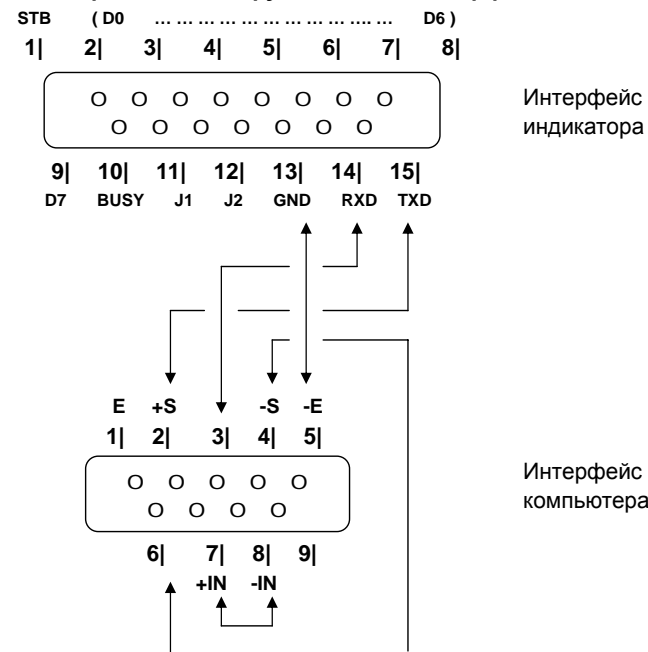 STB ( D0 … … … … … … …. … D6 )
1| 2| 3| 4| 5| 6| 7| 8|
O O O O O O O O
O O O O O O O
Интерфейс
индикатора
9| 10| 11| 12| 13| 14| 15|
D7 BUSY J1 J2 GND RXD TXD
E +S -S -E
1| 2| 3| 4| 5|
O O O O O
O O O O
Интерфейс
компьютера
6| 7| 8| 9|
+IN -IN